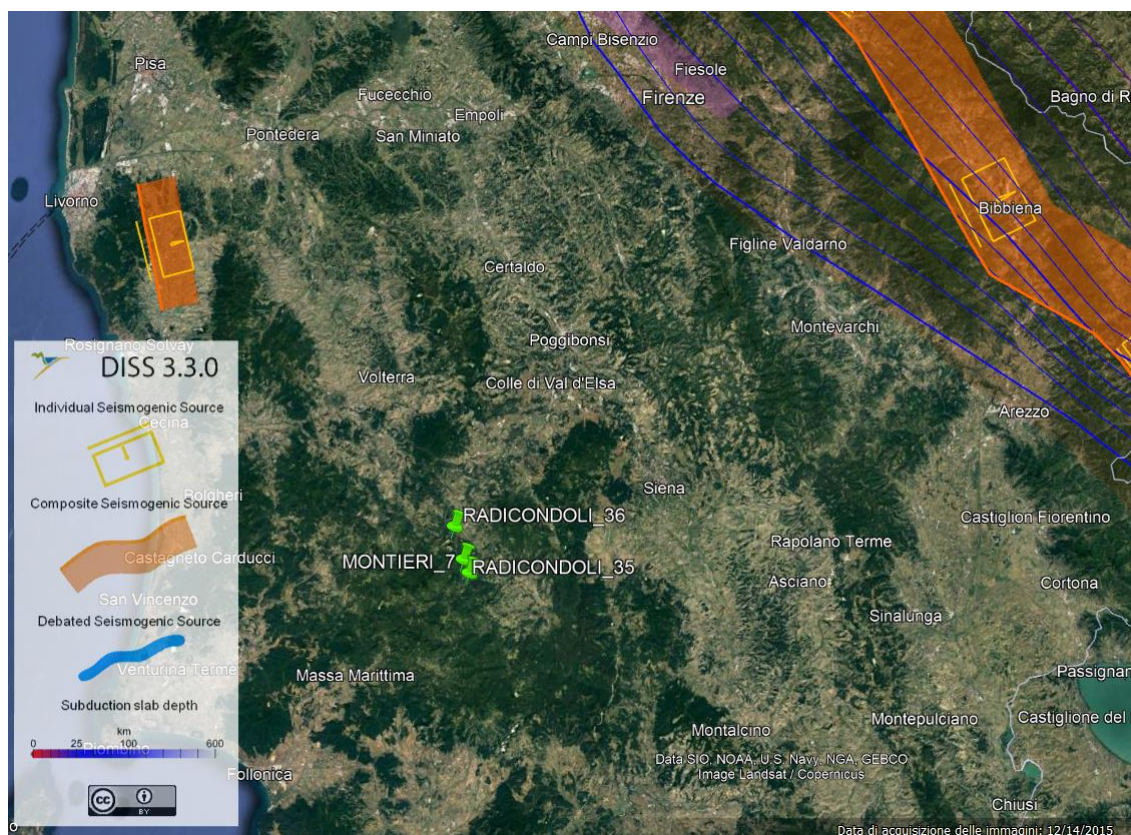 Campi Bisenzio
Pisa
Fiesole
Fucecchio
Firenze
Bagno di R
Empoli
Pontedera
San Miniato
Livorno
Bibbiena
Figline Valdarno
Certaldo
Montevarchi
Rosignano Solvay
Poggibonsi
DISS 3.3.0
Volterra
Colle di Val d'Elsa
Individual Seismogenic Source
Arezzo
Cecina
Siena
Bolgheri
Composite Seismogenic Source
RADICONDOLI_36
Castiglion Fiorentino
Rapolano Terme
Castagneto Carducci
MONTIERI_7
RADICONDOLI_35
Asciano
Cortona
San Vincenzo
Sinalunga
Debated Seismogenic Source
Venturina Terme
Massa Marittima
Passignan
Subduction slab depth
Castiglione del
Montepulciano
Montalcino
km
0 25 100 600
Piombino
Data SIO, NOAA, U.S. Navy, NGA, GEBCO
Image Landsat / Copernicus
Follonica
cc
BY
Chiusi
Data di acquisizione delle immagini: 12/14/2015